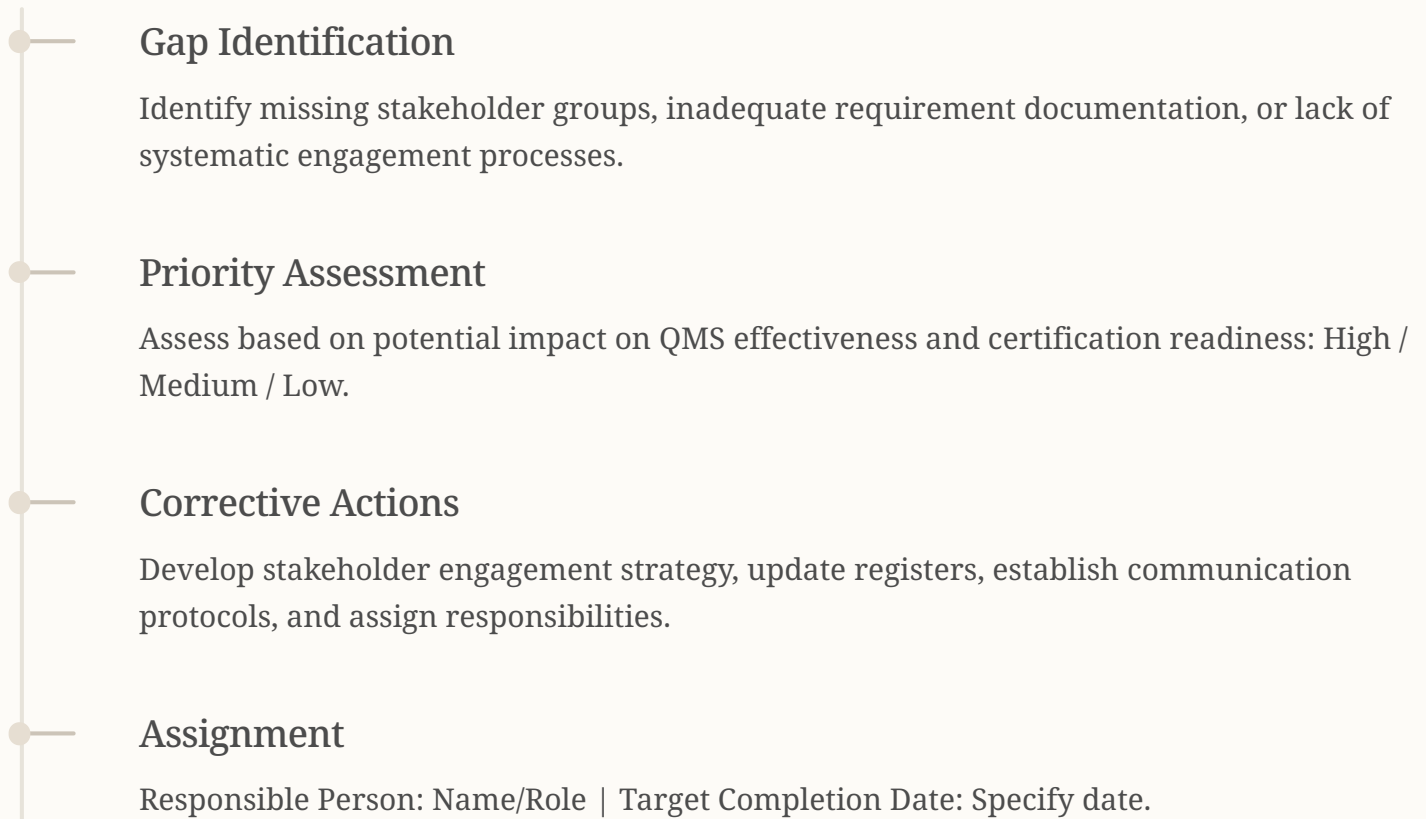 Gap Identification
Identify missing stakeholder groups, inadequate requirement documentation, or lack of
systematic engagement processes.
Priority Assessment
Assess based on potential impact on QMS effectiveness and certification readiness: High /
Medium / Low.
Corrective Actions
Develop stakeholder engagement strategy, update registers, establish communication
protocols, and assign responsibilities.
Assignment
Responsible Person: Name/Role | Target Completion Date: Specify date.